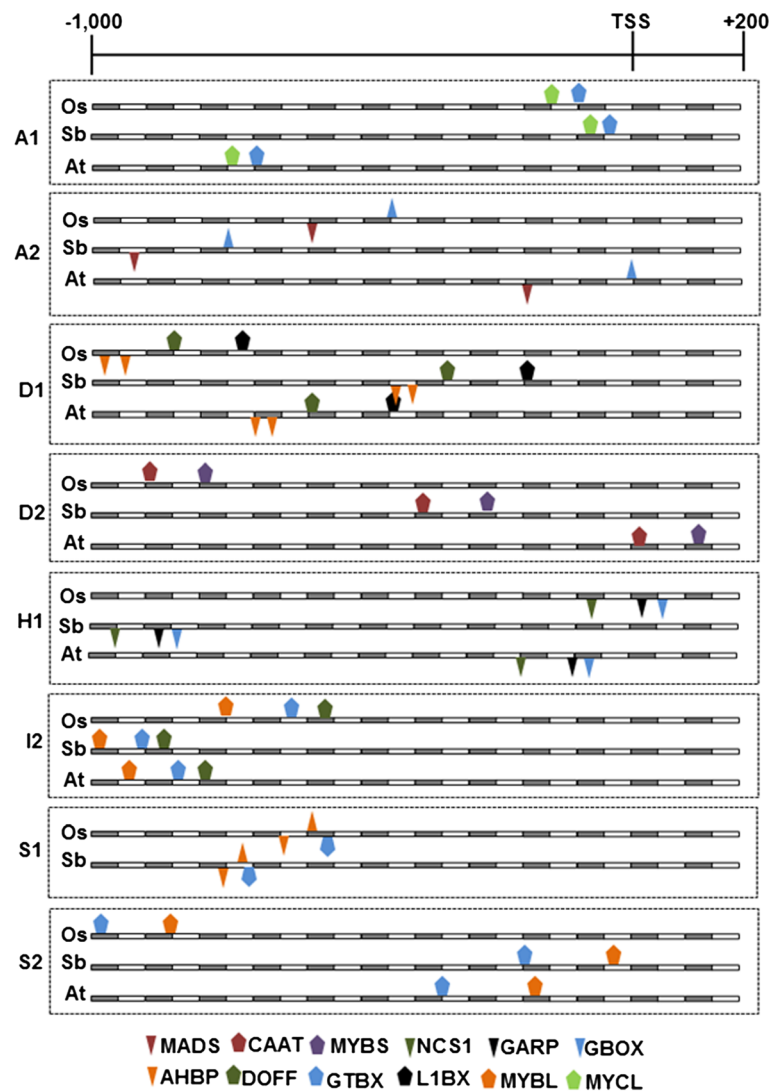 -1,000 TSS +200
A1
Os
Sb
At
A2
Os
Sb
At
D1
Os
Sb
At
D2
Os
Sb
At
H1
Os
Sb
At
I2
Os
Sb
At
S1
Os
Sb
S2
Os
Sb
At
MADS CAAT MYBS NCS1 GARP GBOX
AHBP DOFF GTBX L1BX MYBL MYCL